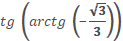 tg (arctg (-√3/3))